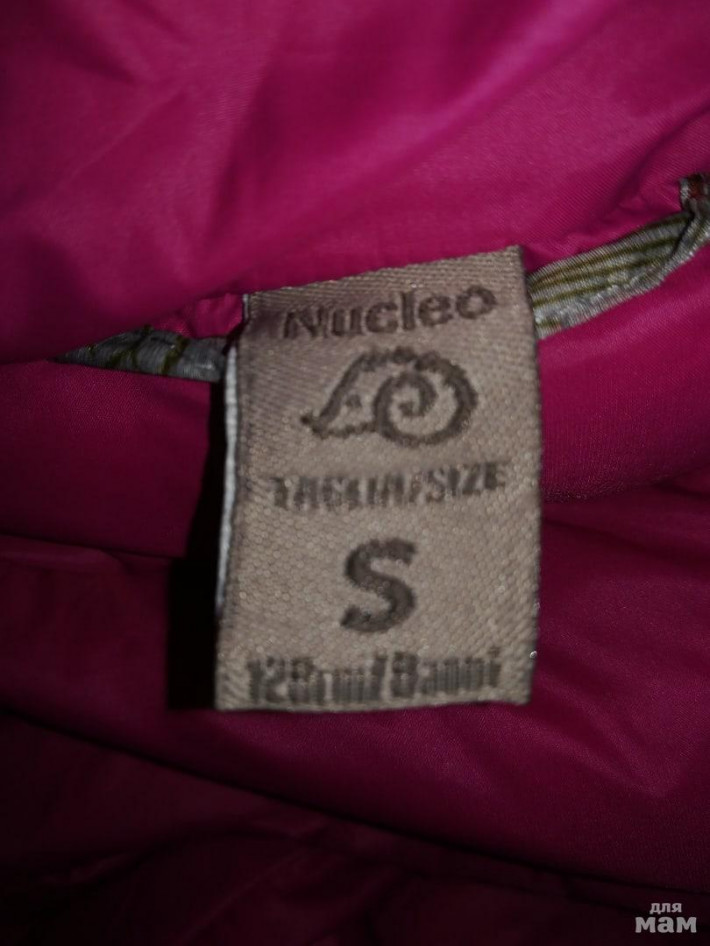 Nucleo
TAGLIA/SIZE
S
128cm/8anni
для
мам